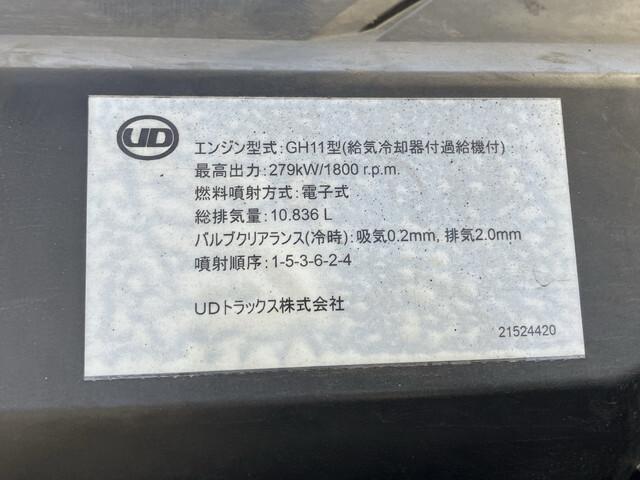 UD
エンジン型式:GH11型(給気冷却器付過給機付)
最高出力:279kW/1800 r.p.m.
燃料噴射方式:電子式
総排気量:10.836 L
バルブクリアランス(冷時):吸気0.2mm, 排気2.0mm
噴射順序:1-5-3-6-2-4
UDトラックス株式会社
21524420